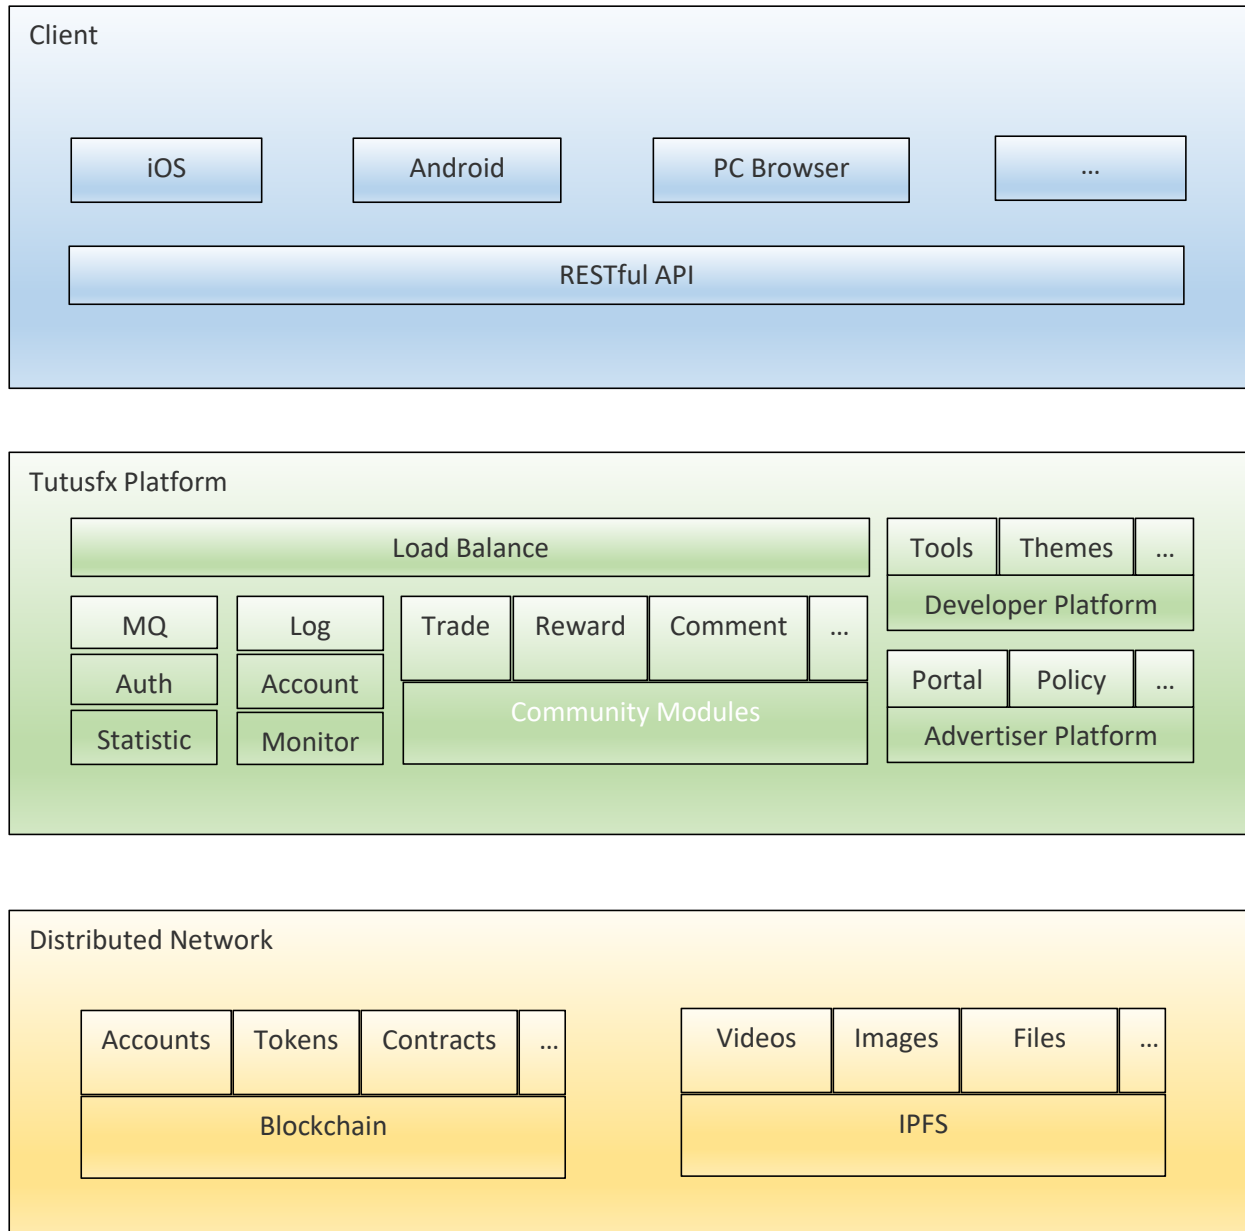 Client
iOS
Android
PC Browser
...
RESTful API
Tutusfx Platform
Load Balance
Tools
Themes
...
Developer Platform
MQ
Log
Trade
Reward
Comment
...
Auth
Account
Portal
Policy
...
Community Modules
Statistic
Monitor
Advertiser Platform
Distributed Network
Accounts
Tokens
Contracts
...
Videos
Images
Files
...
Blockchain
IPFS